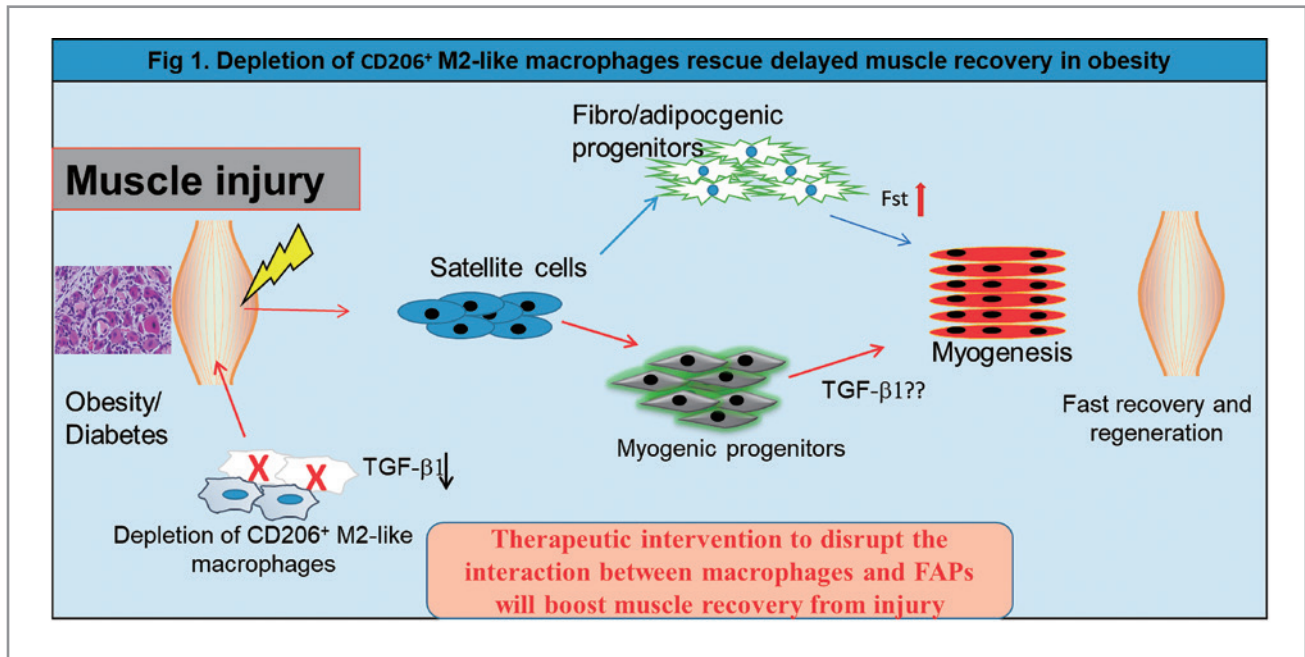 Fig 1. Depletion of CD206⁺ M2-like macrophages rescue delayed muscle recovery in obesity
Fibro/adipocgenic
progenitors
Muscle injury
Fst
Satellite cells
Myogenesis
Obesity/
Diabetes
TGF-β1??
Myogenic progenitors
Fast recovery and
regeneration
X X
TGF-β1
Depletion of CD206⁺ M2-like
macrophages
Therapeutic intervention to disrupt the
interaction between macrophages and FAPs
will boost muscle recovery from injury